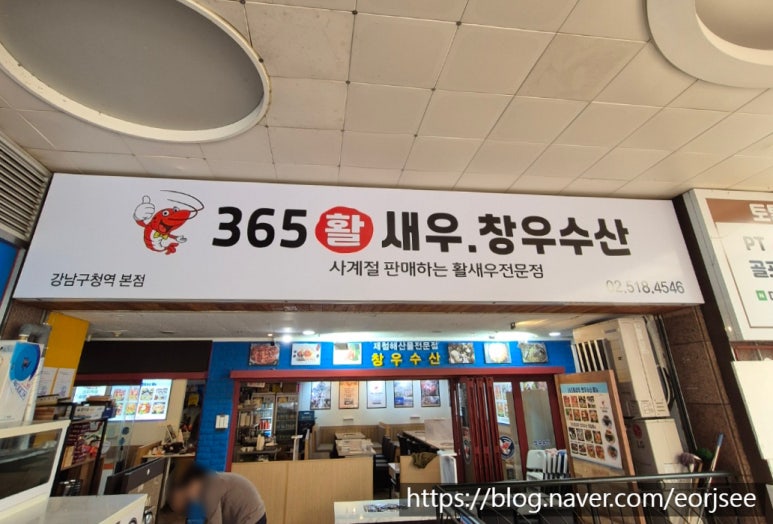 365 활 새우.창우수산
사계절 판매하는 활새우전문점
강남구청역 본점
02.518.4546
PT
제철해산물전문점
창우수산
https://blog.naver.com/eorjsee